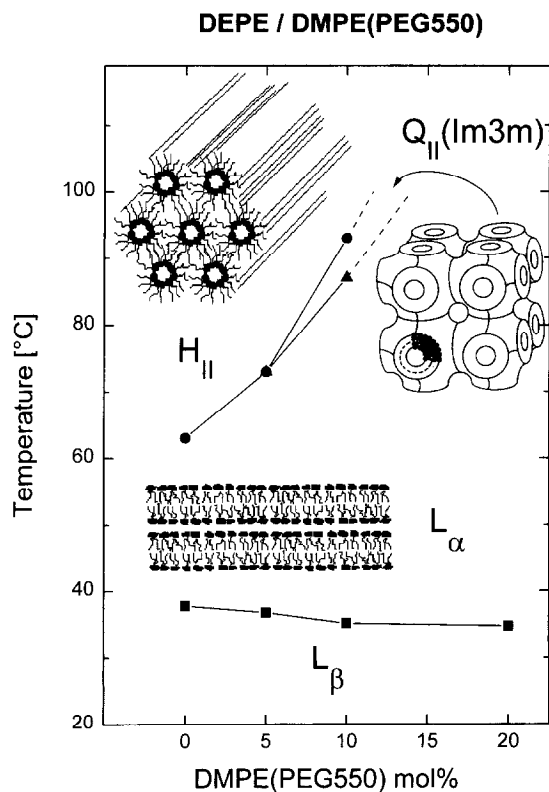 DEPE / DMPE(PEG550)
Q_II(Im3m)
100
80
60
40
20
Temperature [°C]
H_II
L_α
L_β
0
5
10
15
20
DMPE(PEG550) mol%